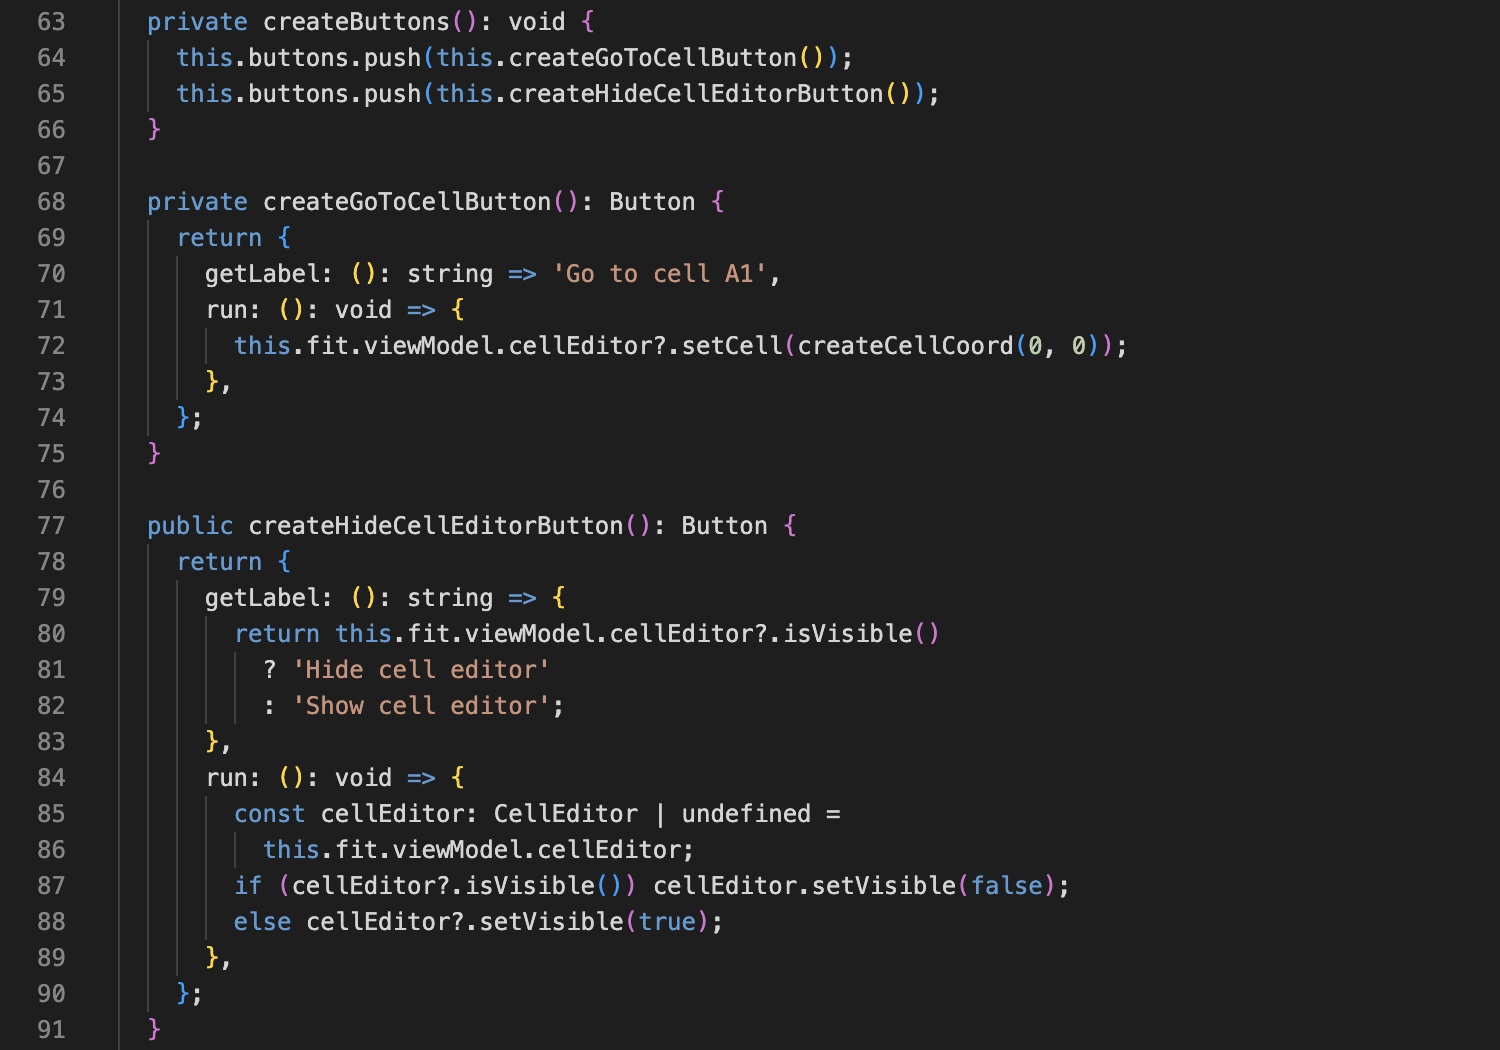 63 private createButtons(): void {
64 this.buttons.push(this.createGoToCellButton());
65 this.buttons.push(this.createHideCellEditorButton());
66 }
67
68 private createGoToCellButton(): Button {
69 return {
70 getLabel: (): string => 'Go to cell A1',
71 run: (): void => {
72 this.fit.viewModel.cellEditor?.setCell(createCellCoord(0, 0));
73 },
74 };
75 }
76
77 public createHideCellEditorButton(): Button {
78 return {
79 getLabel: (): string => {
80 return this.fit.viewModel.cellEditor?.isVisible()
81 ? 'Hide cell editor'
82 : 'Show cell editor';
83 },
84 run: (): void => {
85 const cellEditor: CellEditor | undefined =
86 this.fit.viewModel.cellEditor;
87 if (cellEditor?.isVisible()) cellEditor.setVisible(false);
88 else cellEditor?.setVisible(true);
89 },
90 };
91 }